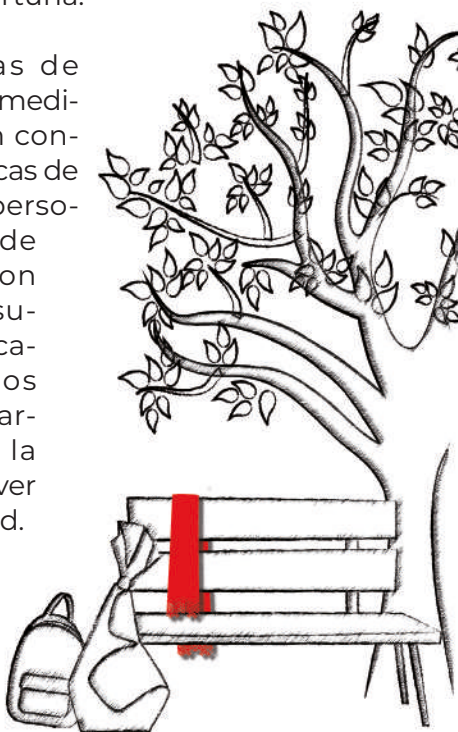 rtuna.
as de
medi-
n con-
cas de
perso-
de
on
su-
ca-
os
ar-
la
ver
d.